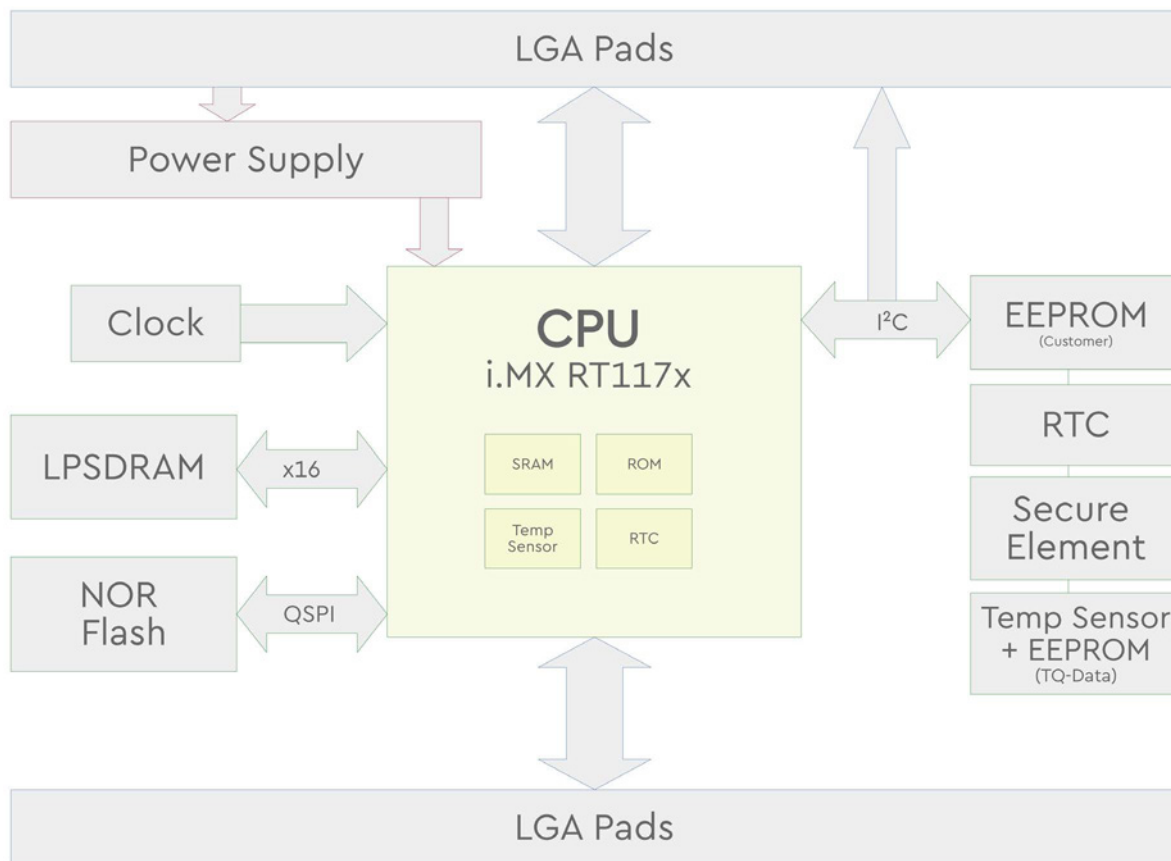 LGA Pads
Power Supply
Clock
CPU
i.MX RT117x
I²C
EEPROM
(Customer)
RTC
LPSDRAM
x16
SRAM
ROM
Temp
Sensor
RTC
Secure
Element
NOR
Flash
QSPI
Temp Sensor
+ EEPROM
(TQ-Data)
LGA Pads